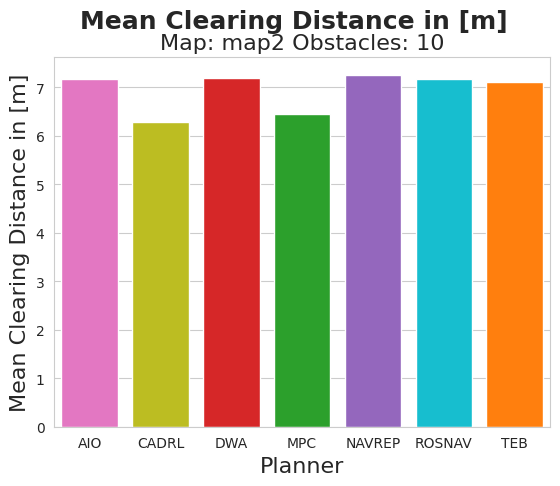 Mean Clearing Distance in [m]
Map: map2 Obstacles: 10
Mean Clearing Distance in [m]
7
6
5
4
3
2
1
0
AIO CADRL DWA MPC NAVREP ROSNAV TEB
Planner